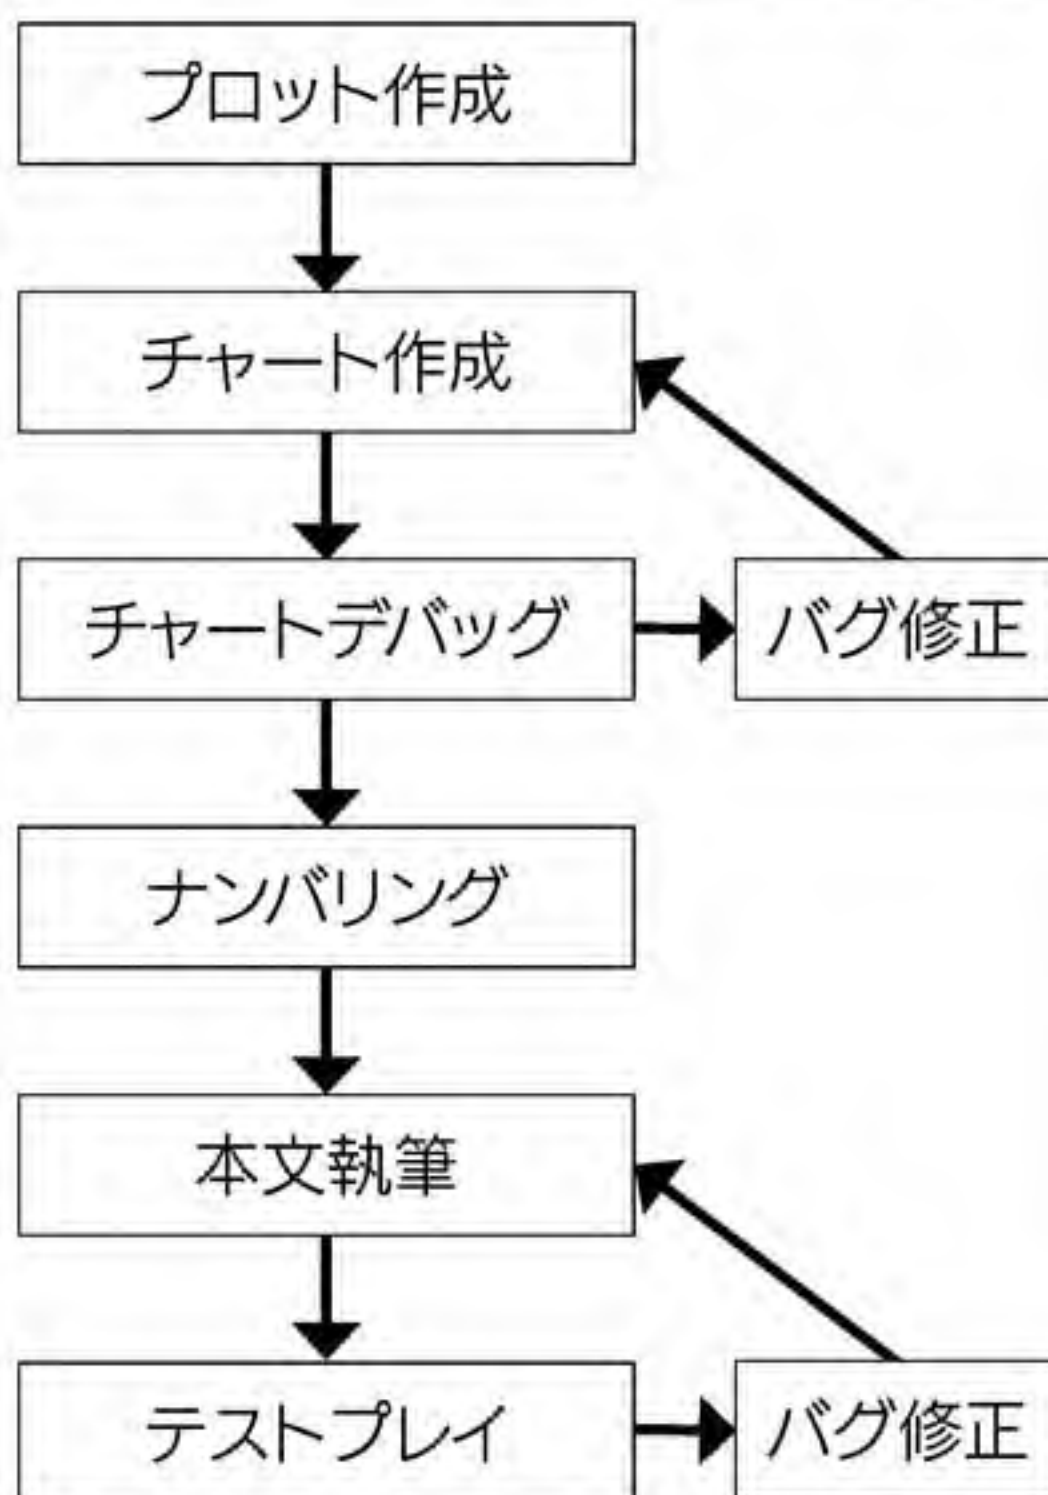 プロット作成
チャート作成
チャートデバッグ
バグ修正
ナンバリング
本文執筆
テストプレイ
バグ修正